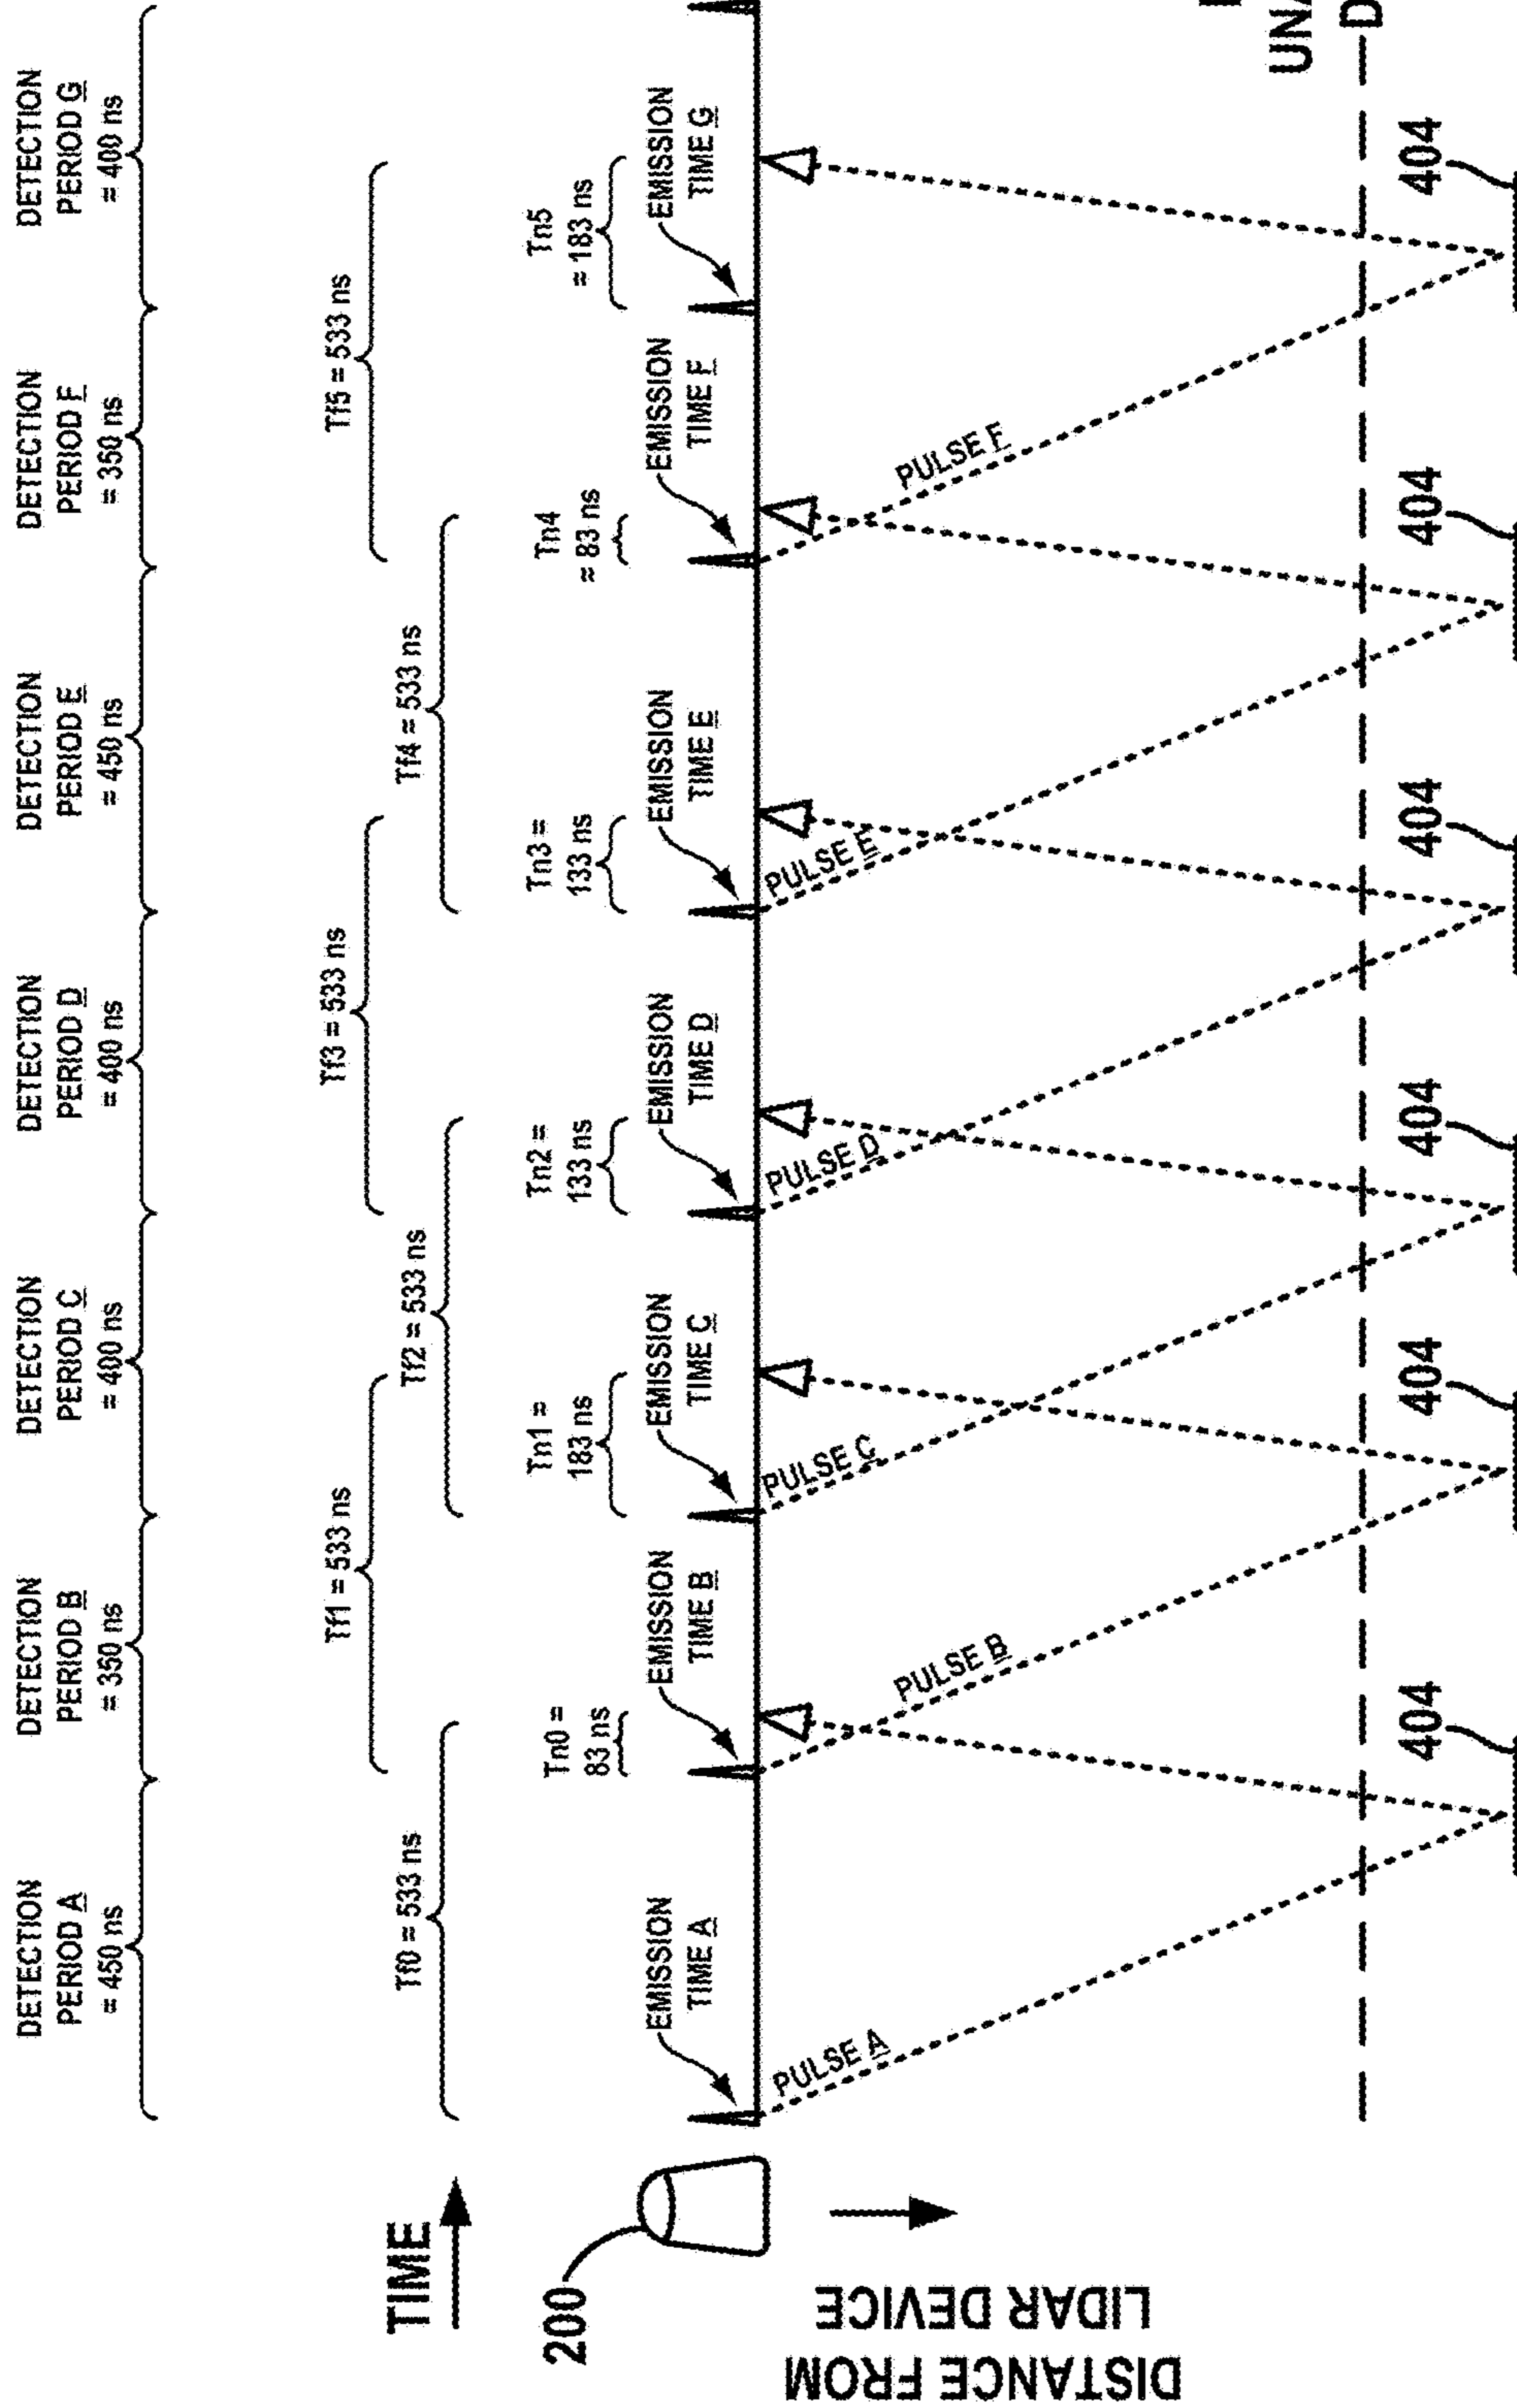 DETECTION
PERIOD A
= 450 ns
DETECTION
PERIOD B
= 350 ns
DETECTION
PERIOD C
= 400 ns
DETECTION
PERIOD D
= 400 ns
DETECTION
PERIOD E
= 450 ns
DETECTION
PERIOD F
= 350 ns
DETECTION
PERIOD G
= 400 ns
Tf1 = 533 ns
Tf3 = 533 ns
Tf5 = 533 ns
TIME
Tf0 = 533 ns
Tf2 = 533 ns
Tf4 = 533 ns
200
Tn0 =
83 ns
Tn1 =
183 ns
Tn2 =
133 ns
Tn3 =
133 ns
Tn4
= 83 ns
Tn5
= 183 ns
EMISSION
TIME A
EMISSION
TIME B
EMISSION
TIME C
EMISSION
TIME D
EMISSION
TIME E
EMISSION
TIME F
EMISSION
TIME G
DISTANCE FROM
LIDAR DEVICE
PULSE A
PULSE B
PULSE C
PULSE D
PULSE E
PULSE F
UNA
D
404
404
404
404
404
404